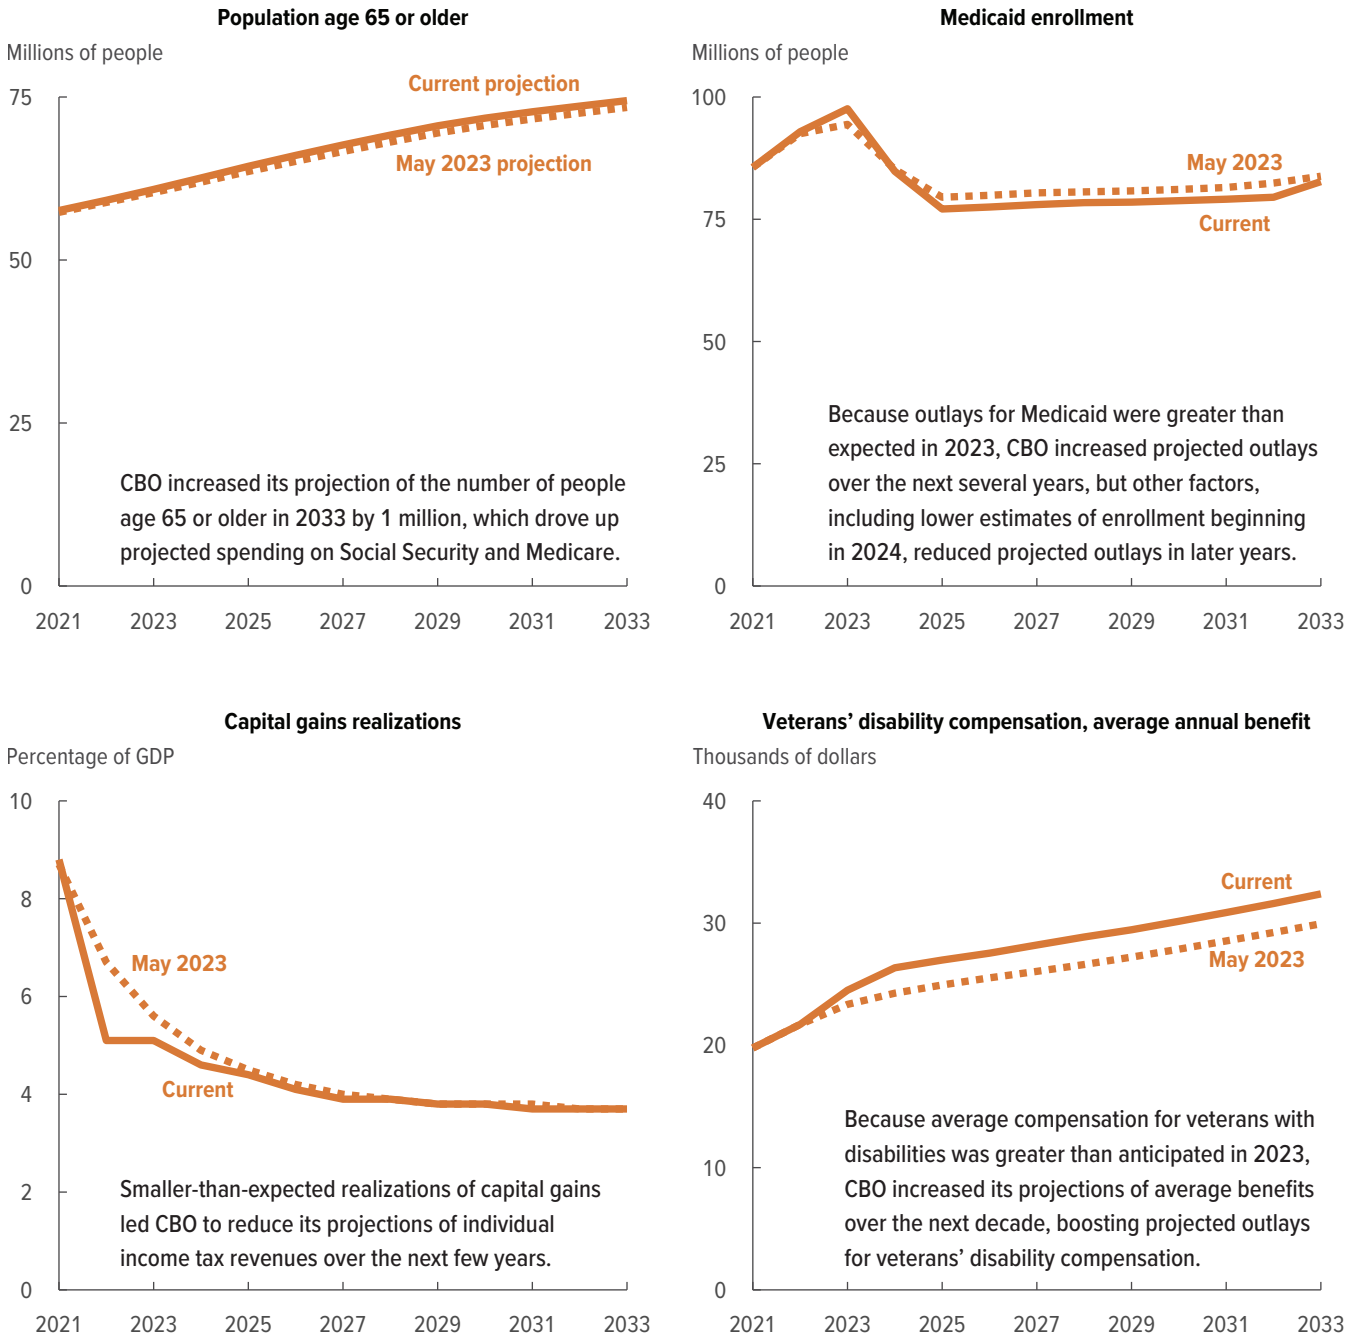 Population age 65 or older
Millions of people
75
50
25
0
Current projection
May 2023 projection
CBO increased its projection of the number of people
age 65 or older in 2033 by 1 million, which drove up
projected spending on Social Security and Medicare.
2021 2023 2025 2027 2029 2031 2033
Medicaid enrollment
Millions of people
100
75
50
25
0
May 2023
Current
Because outlays for Medicaid were greater than
expected in 2023, CBO increased projected outlays
over the next several years, but other factors,
including lower estimates of enrollment beginning
in 2024, reduced projected outlays in later years.
2021 2023 2025 2027 2029 2031 2033
Capital gains realizations
Percentage of GDP
10
8
6
4
2
0
May 2023
Current
Smaller-than-expected realizations of capital gains
led CBO to reduce its projections of individual
income tax revenues over the next few years.
2021 2023 2025 2027 2029 2031 2033
Veterans’ disability compensation, average annual benefit
Thousands of dollars
40
30
20
10
0
Current
May 2023
Because average compensation for veterans with
disabilities was greater than anticipated in 2023,
CBO increased its projections of average benefits
over the next decade, boosting projected outlays
for veterans’ disability compensation.
2021 2023 2025 2027 2029 2031 2033